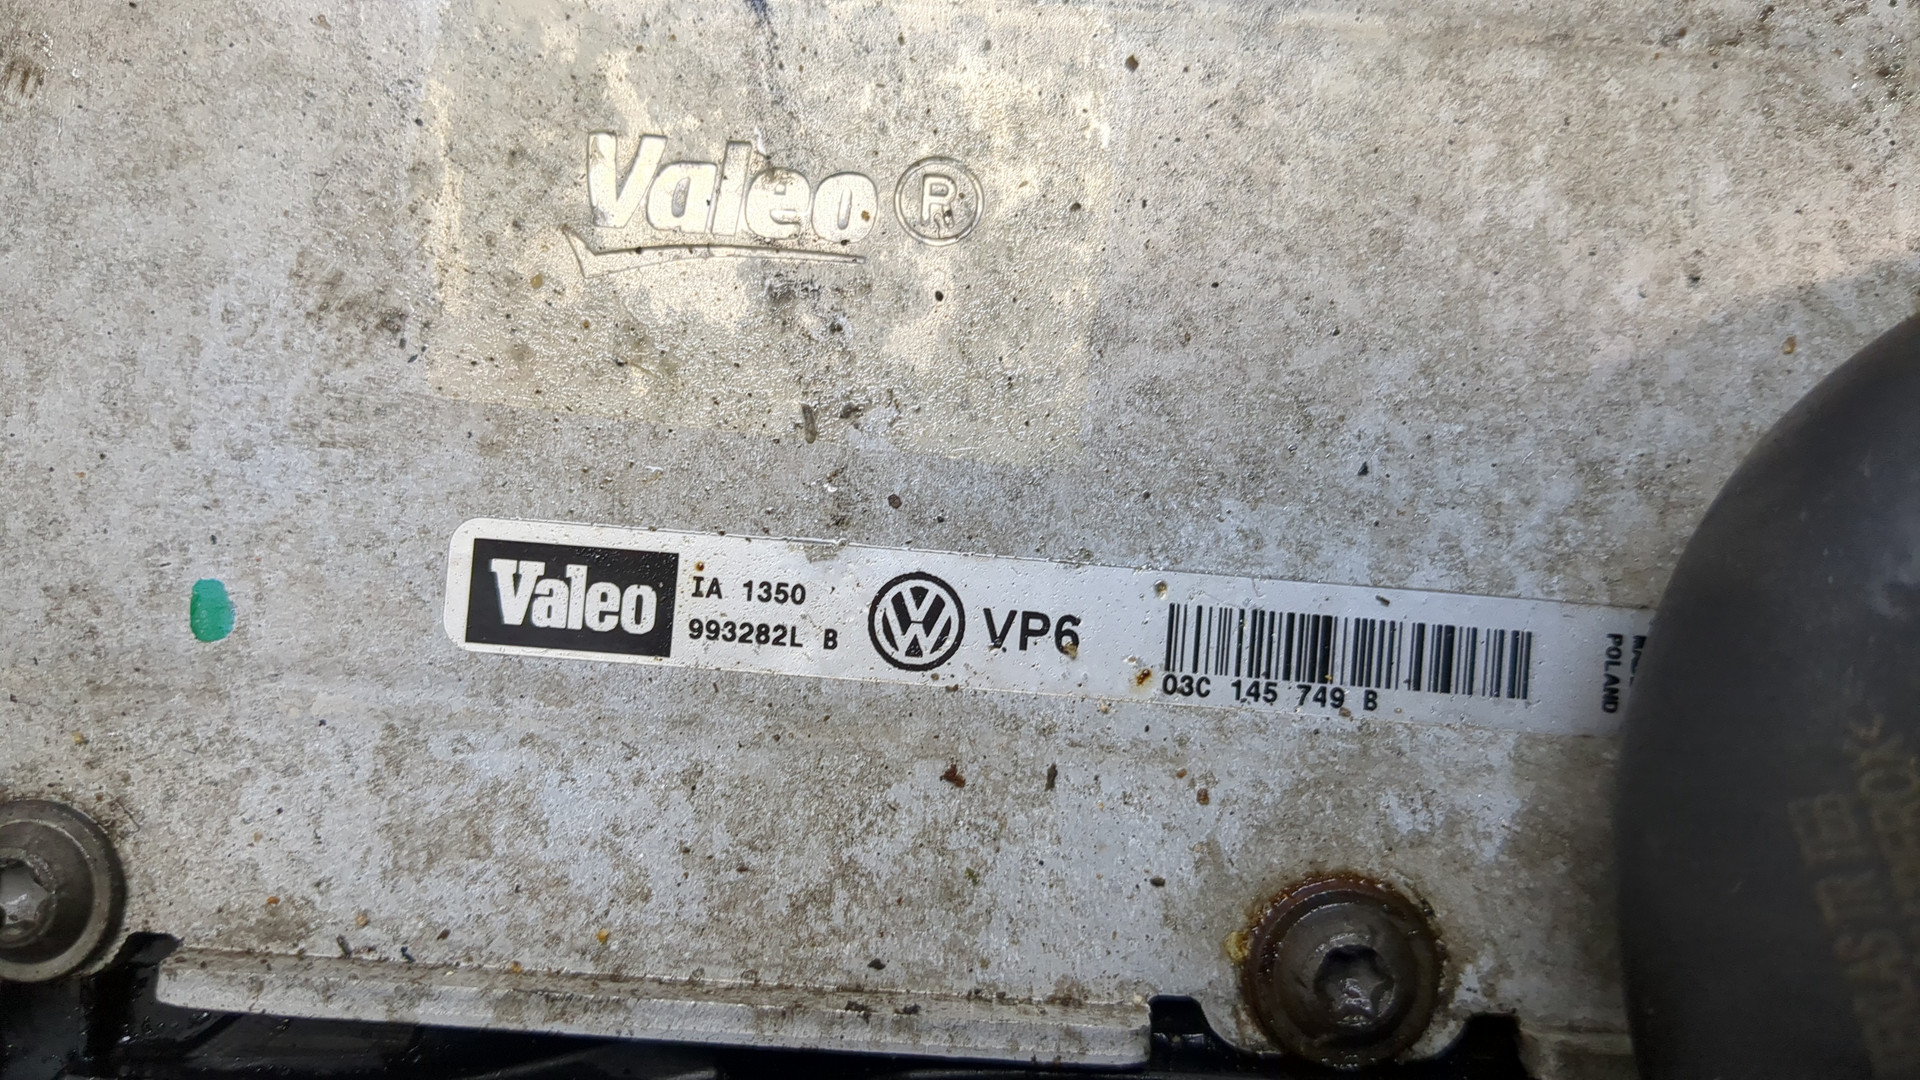 Valeo®
Valeo
IA 1350
993282L B
VP6
03C 145 749 B
POLAND